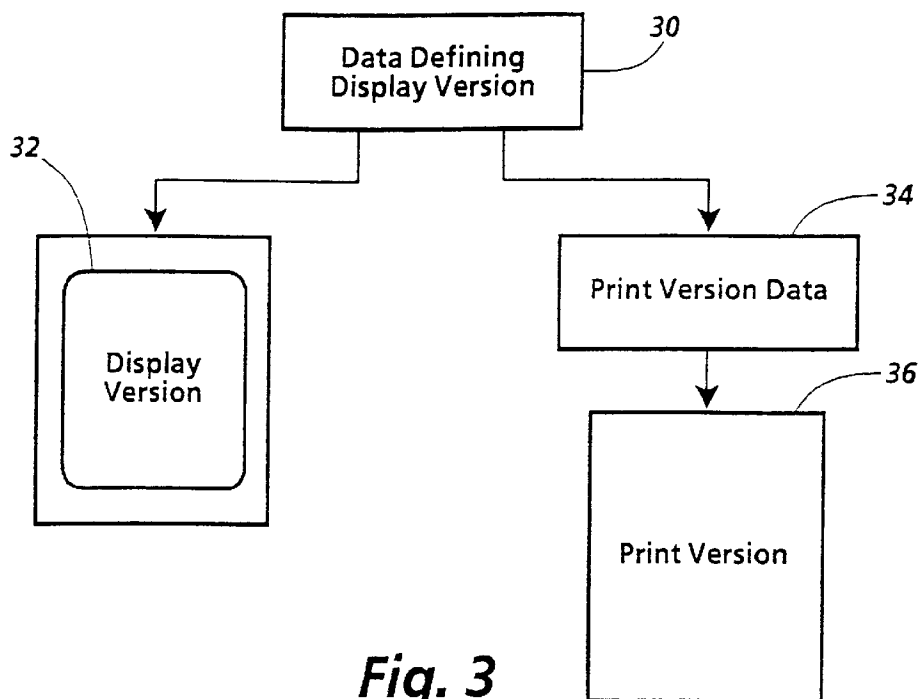 30
Data Defining
Display Version
32
34
Print Version Data
Display
Version
36
Print Version
Fig. 3